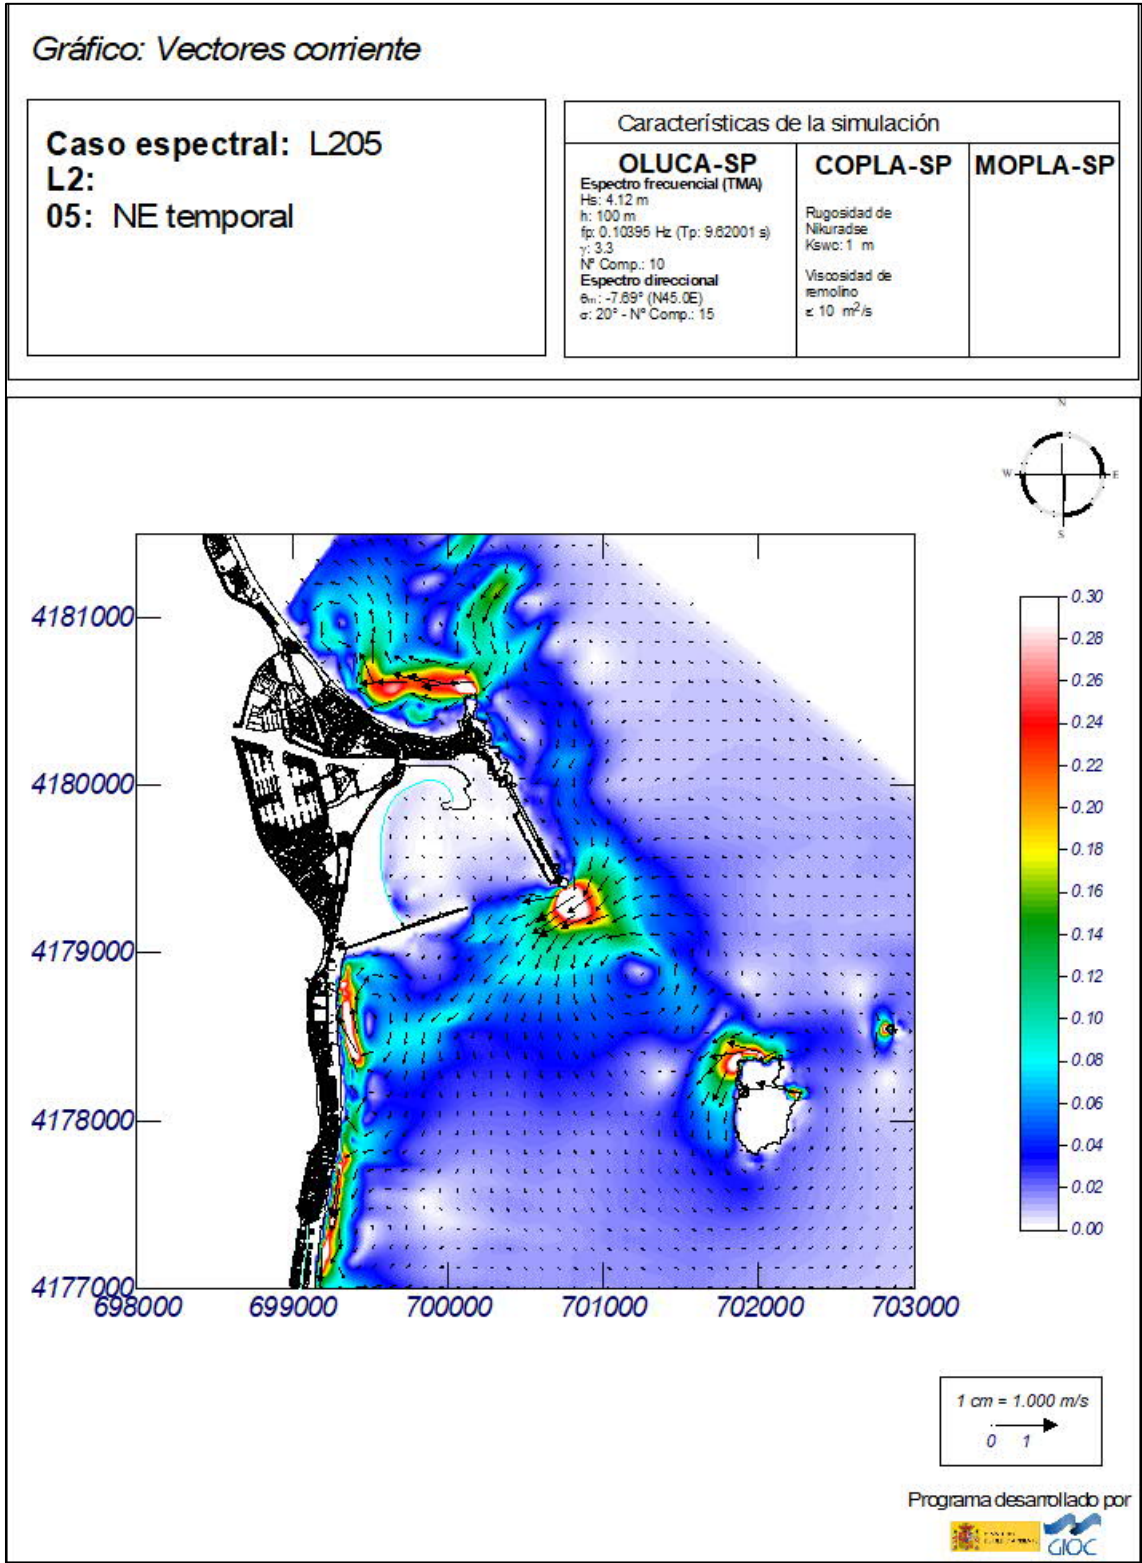 Gráfico: Vectores corriente
Caso espectral: L205
L2:
05: NE temporal
Características de la simulación
OLUCA-SP
Espectro frecuencial (TMA)
Hs: 4.12 m
h: 100 m
fp: 0.10395 Hz (Tp: 9.62001 s)
γ: 3.3
Nº Comp.: 10
Espectro direccional
θm: -7.69° (N45.0E)
σ: 20° - Nº Comp.: 15
COPLA-SP
Rugosidad de
Nikuradse
Kswc: 1 m
Viscosidad de
remolino
ε: 10 m²/s
MOPLA-SP
N
W
E
S
4181000
4180000
4179000
4178000
4177000
698000
699000
700000
701000
702000
703000
0.30
0.28
0.26
0.24
0.22
0.20
0.18
0.16
0.14
0.12
0.10
0.08
0.06
0.04
0.02
0.00
1 cm = 1.000 m/s
0 1
Programa desarrollado por
GIOC